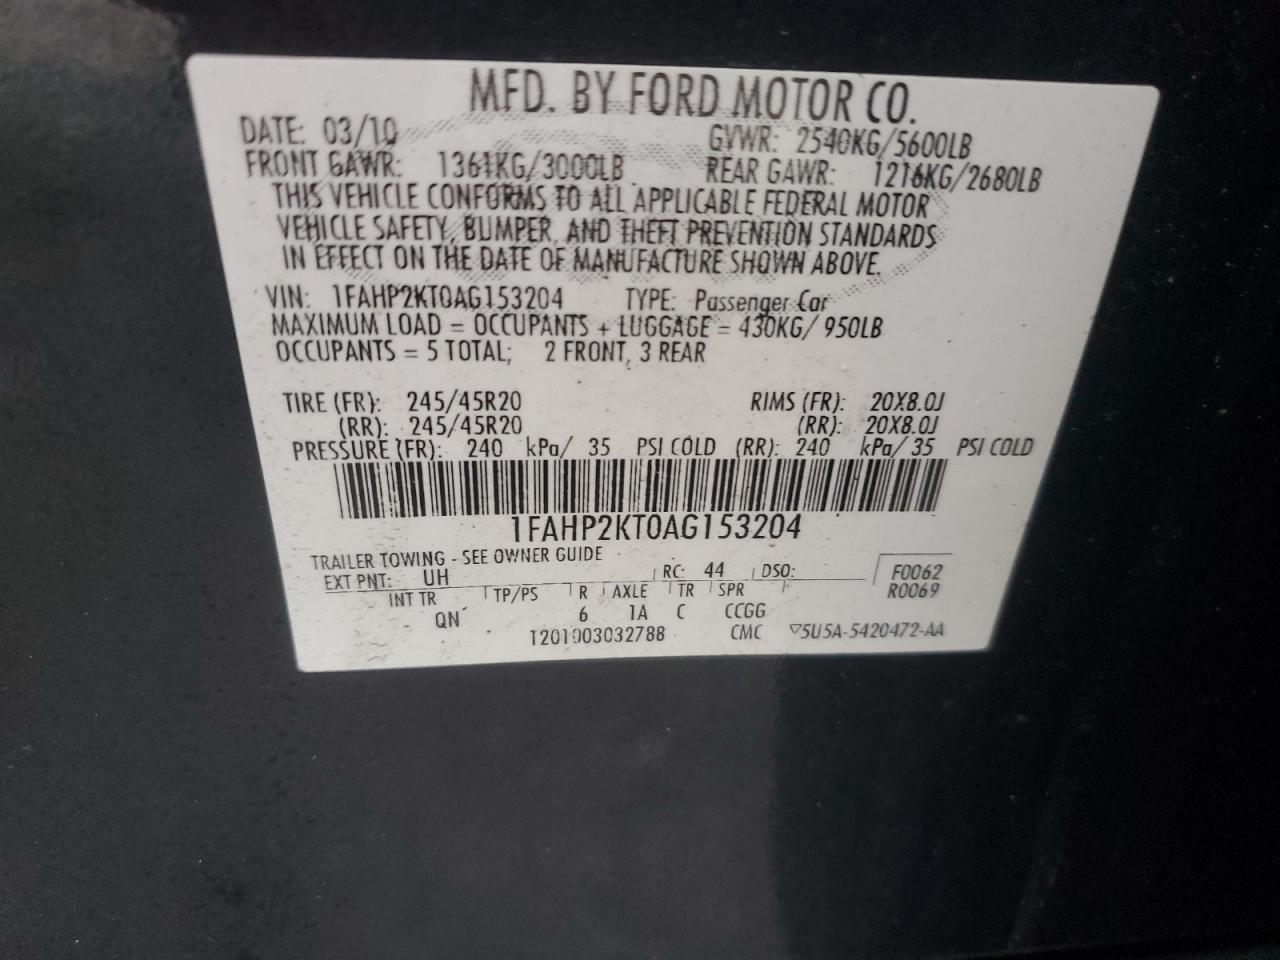 MFD. BY FORD MOTOR CO.
DATE: 03/10 GVWR: 2540KG/5600LB
FRONT GAWR: 1361KG/3000LB REAR GAWR: 1216KG/2680LB
THIS VEHICLE CONFORMS TO ALL APPLICABLE FEDERAL MOTOR
VEHICLE SAFETY, BUMPER, AND THEFT PREVENTION STANDARDS
IN EFFECT ON THE DATE OF MANUFACTURE SHOWN ABOVE.
VIN: 1FAHP2KT0AG153204 TYPE: Passenger Car
MAXIMUM LOAD = OCCUPANTS + LUGGAGE = 430KG/ 950LB
OCCUPANTS = 5 TOTAL; 2 FRONT, 3 REAR
TIRE (FR): 245/45R20 RIMS (FR): 20X8.0J
(RR): 245/45R20 (RR): 20X8.0J
PRESSURE (FR): 240 kPa/ 35 PSI COLD (RR): 240 kPa/ 35 PSI COLD
1FAHP2KT0AG153204
TRAILER TOWING - SEE OWNER GUIDE
EXT PNT: UH RC: 44 DSO: F0062
INT TR TP/PS R AXLE TR SPR R0069
QN 6 1A C CCGG
T201003032788 CMC ▽5U5A-5420472-AA